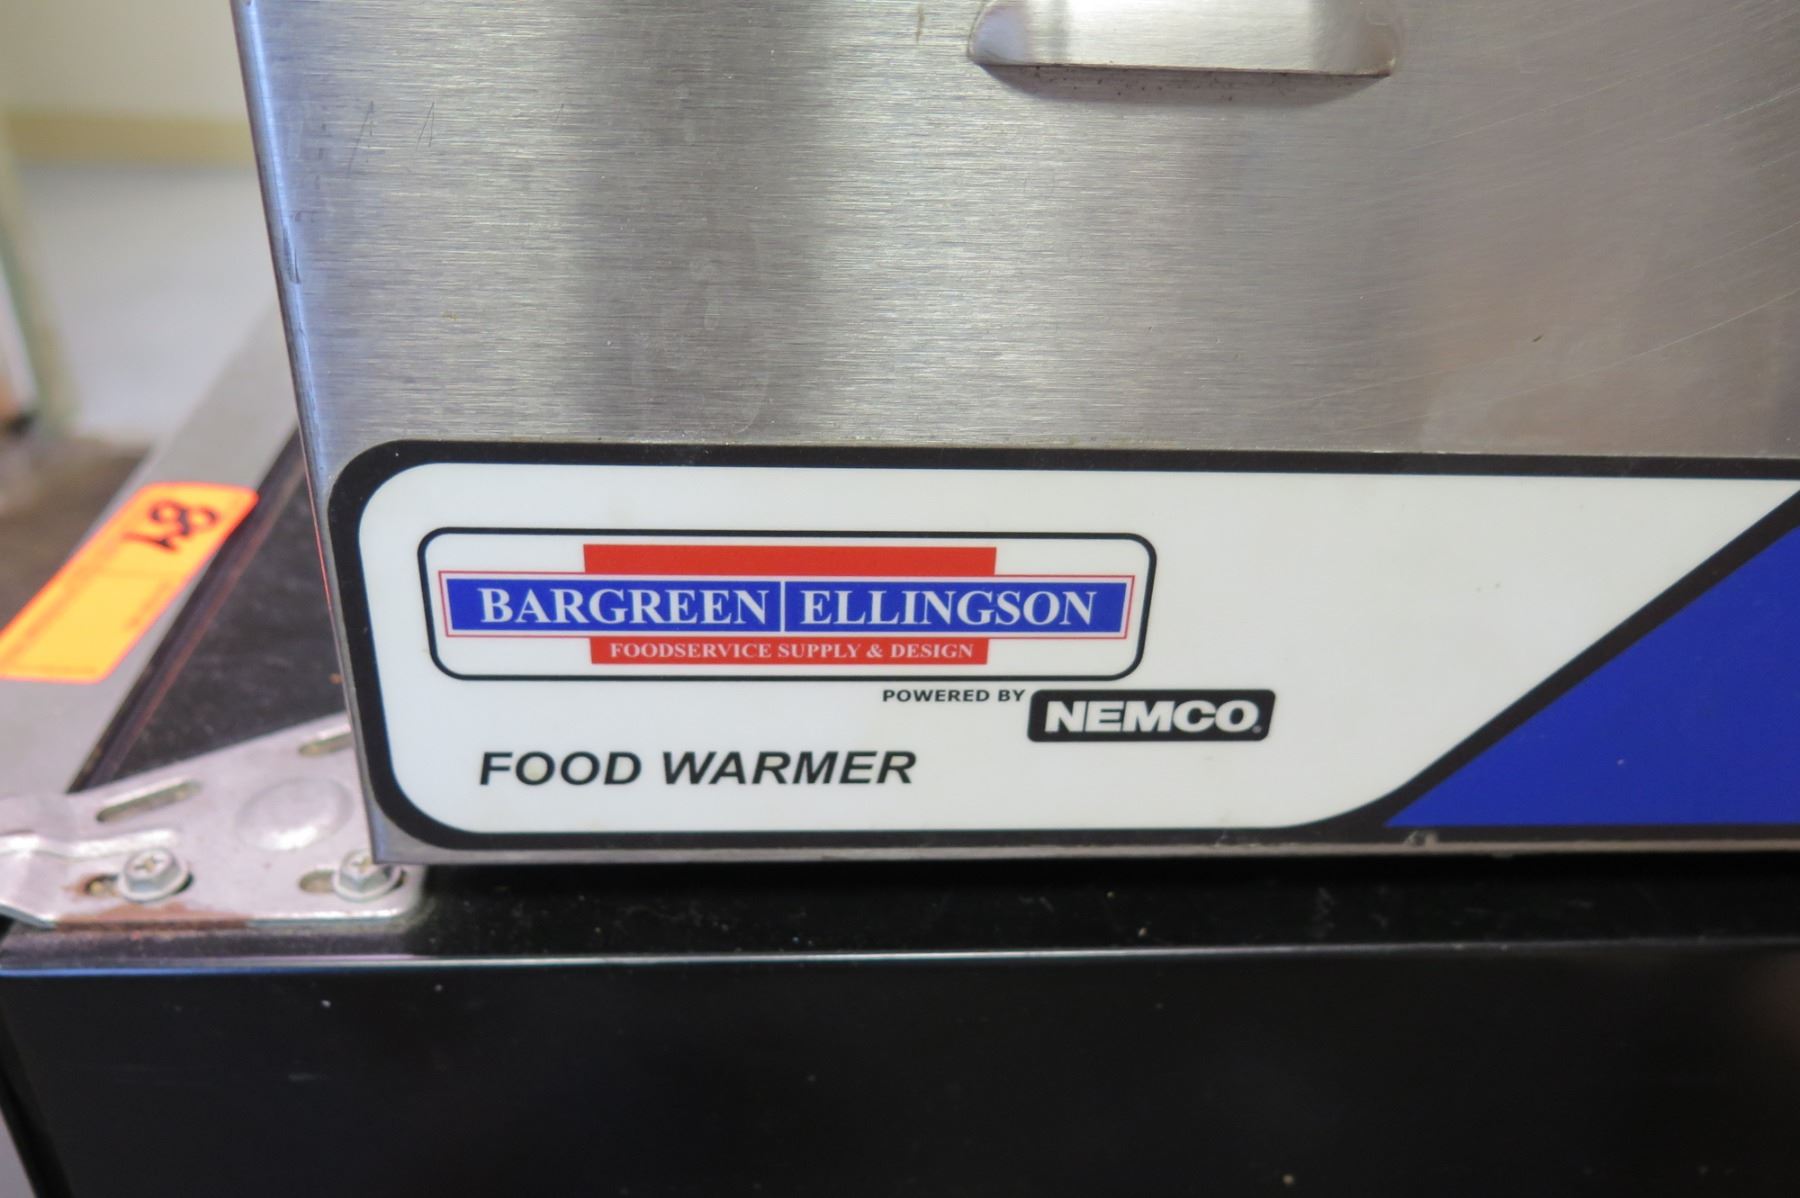 BARGREEN ELLINGSON
FOODSERVICE SUPPLY & DESIGN
POWERED BY NEMCO
FOOD WARMER